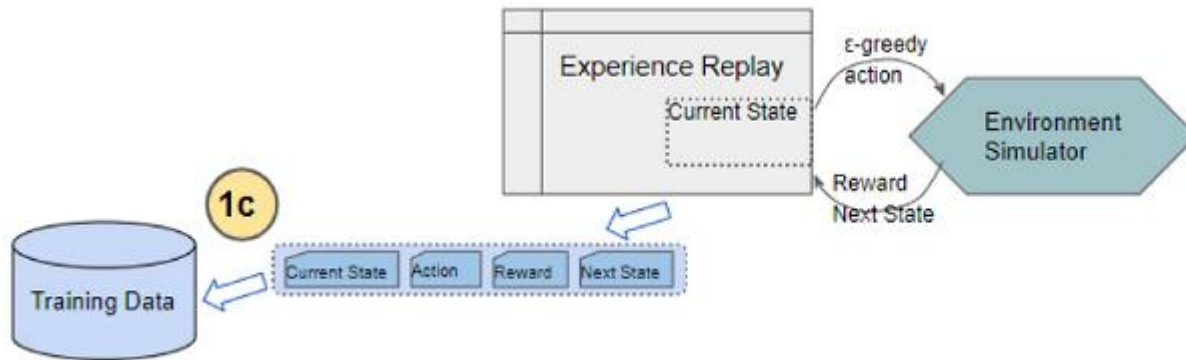 ε-greedy
action
Experience Replay
Current State
Environment
Simulator
Reward
Next State
1c
Current State
Action
Reward
Next State
Training Data